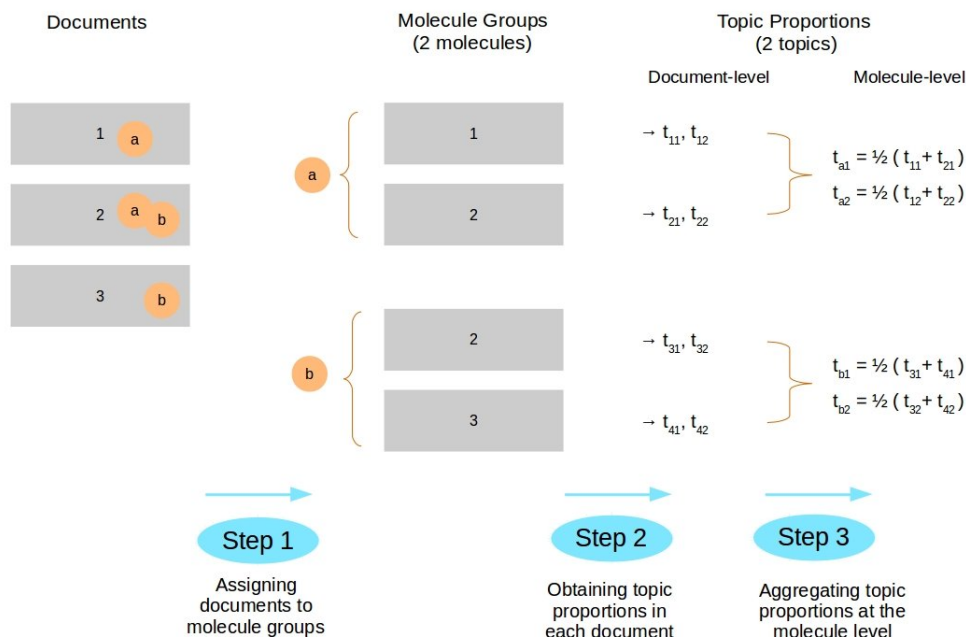 Documents
Molecule Groups
(2 molecules)
Topic Proportions
(2 topics)
Document-level
Molecule-level
1
a
2
a
b
3
b
a
1
2
→ t11, t12
→ t21, t22
ta1 = ½ ( t11+ t21)
ta2 = ½ ( t12+ t22)
b
2
3
→ t31, t32
→ t41, t42
tb1 = ½ ( t31+ t41)
tb2 = ½ ( t32+ t42)
Step 1
Assigning
documents to
molecule groups
Step 2
Obtaining topic
proportions in
each document
Step 3
Aggregating topic
proportions at the
molecule level